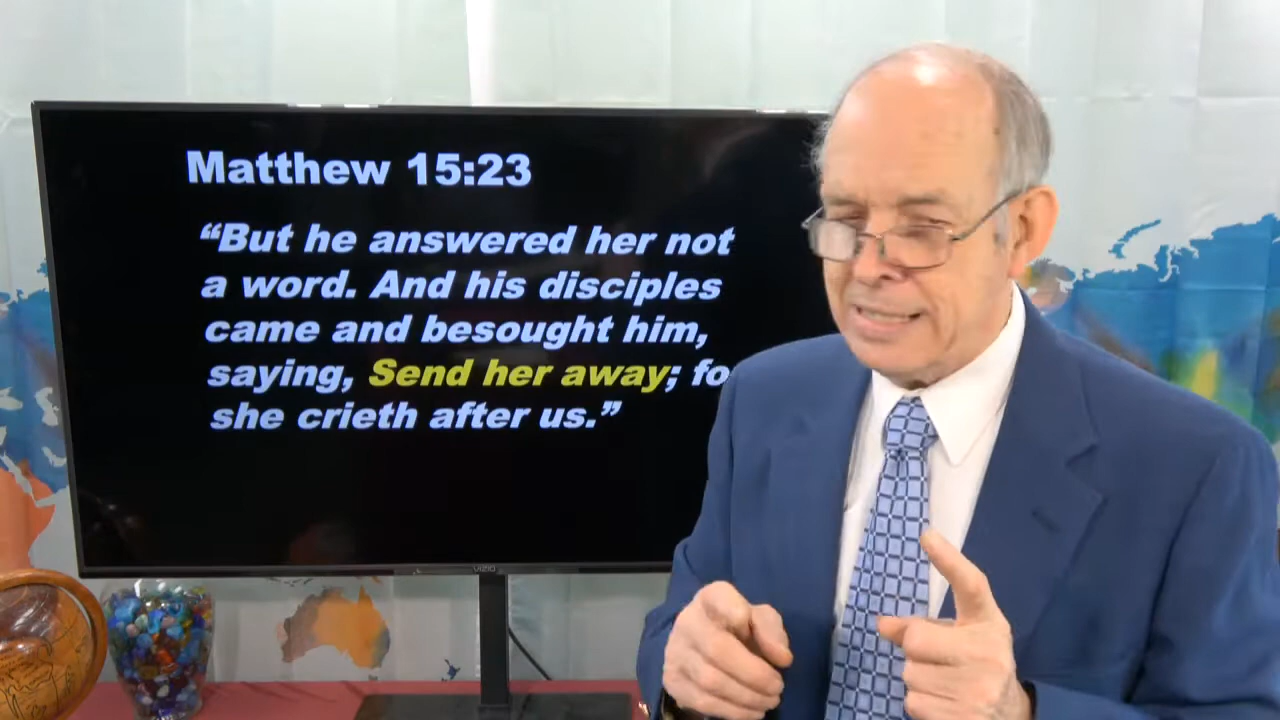 Matthew 15:23
“But he answered her not
a word. And his disciples
came and besought him,
saying, Send her away; fo
she crieth after us.”
VIZIO